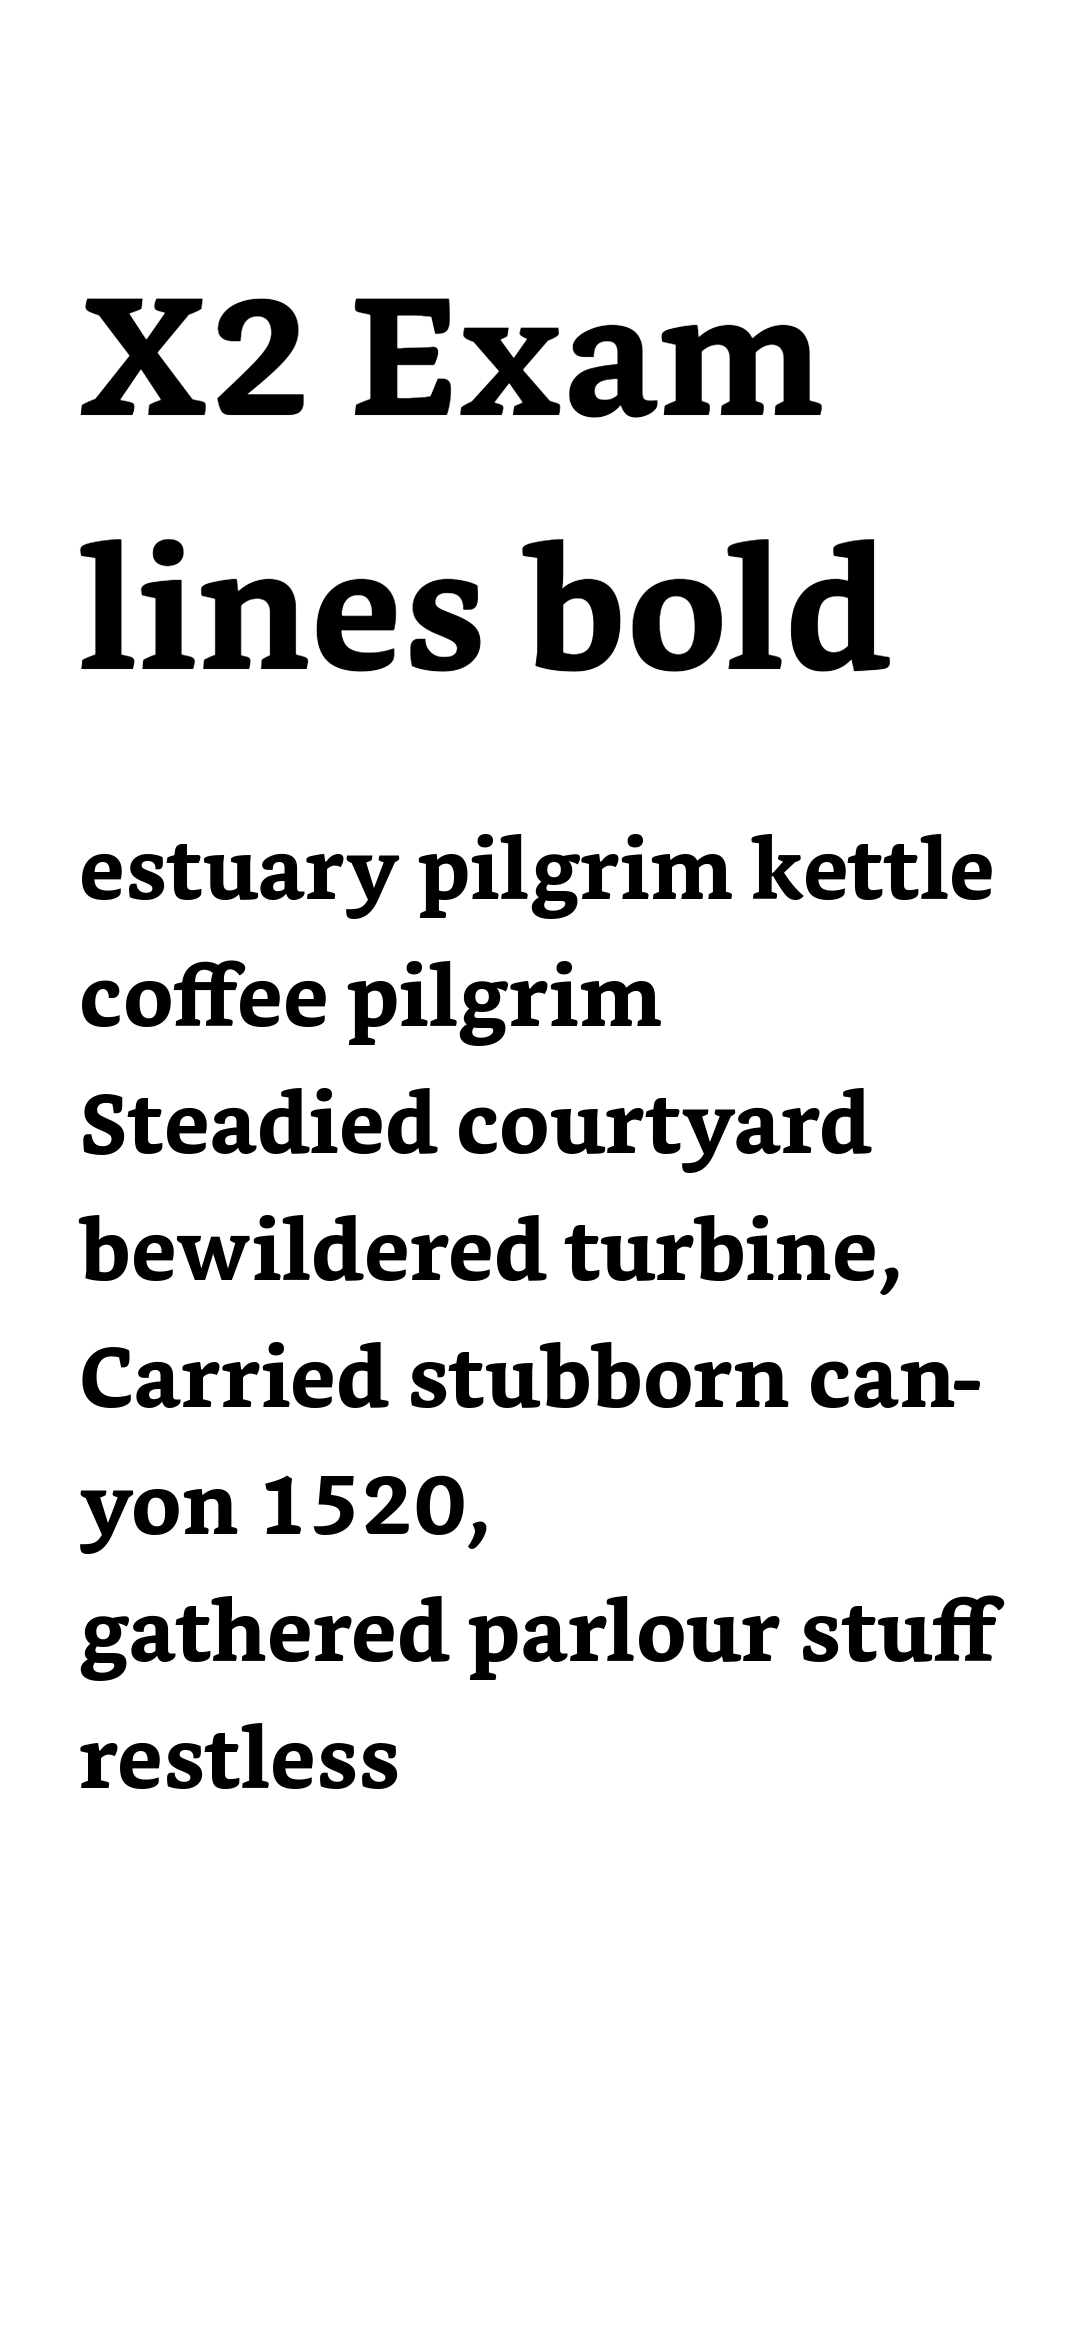 X2 Exam
lines bold
estuary pilgrim kettle
coffee pilgrim
Steadied courtyard
bewildered turbine,
Carried stubborn can-
yon 1520,
gathered parlour stuff
restless